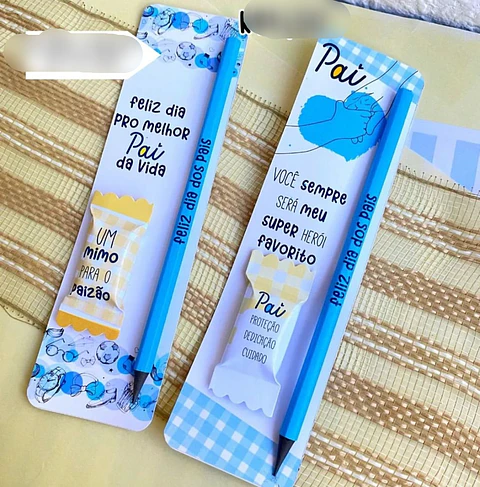 feliz dia
pro melhor
Pai
da vida
UM
mimo
PARA O
paizão
feliz dia dos pais
Pai
VOCÊ sempre
SERÁ meu
super HERÓI
favorito
Pai
PROTEÇÃO
DEDICAÇÃO
CUIDADO
feliz dia dos pais